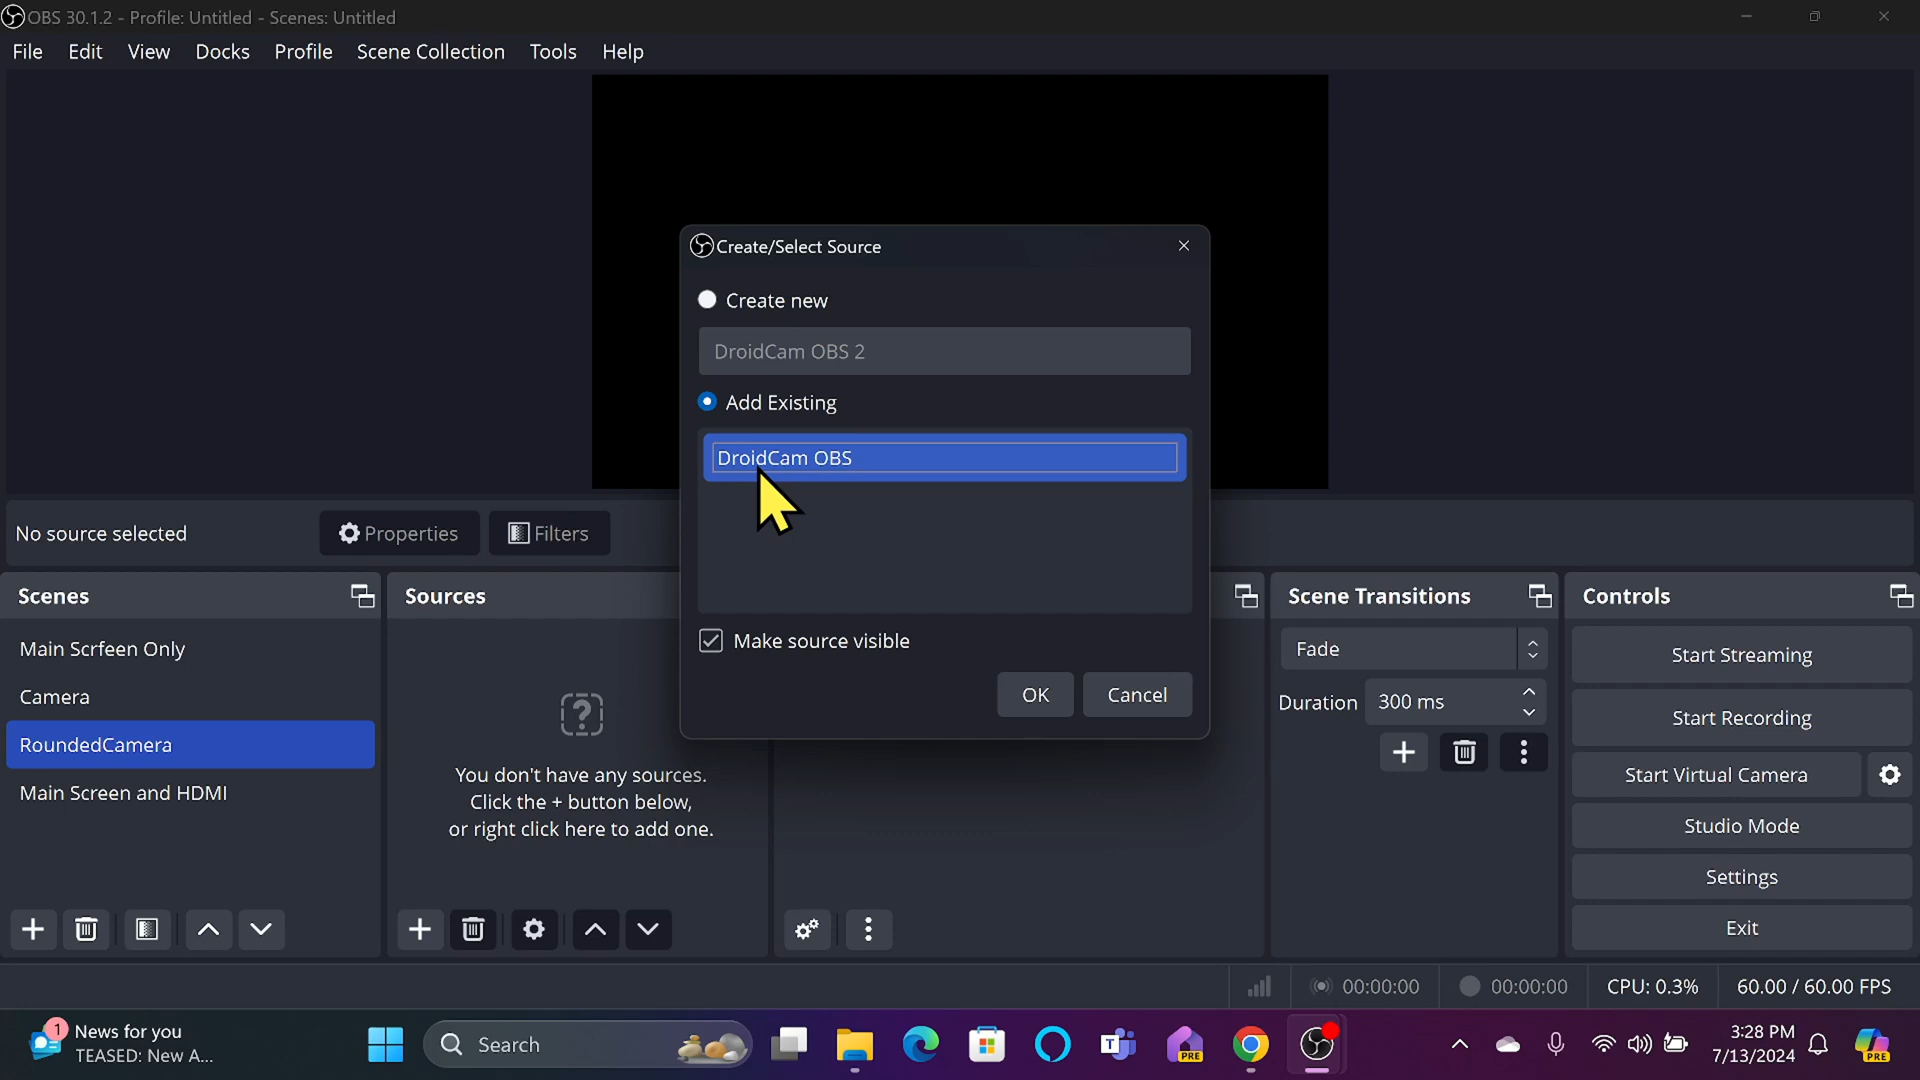 OBS 30.1.2 - Profile: Untitled - Scenes: Untitled
File Edit View Docks Profile Scene Collection Tools Help
Create/Select Source
Create new
DroidCam OBS 2
Add Existing
DroidCam OBS
Make source visible
OK Cancel
No source selected Properties Filters
Scenes
Main Scrfeen Only
Camera
RoundedCamera
Main Screen and HDMI
Sources
You don't have any sources.
Click the + button below,
or right click here to add one.
Scene Transitions
Fade
Duration 300 ms
Controls
Start Streaming
Start Recording
Start Virtual Camera
Studio Mode
Settings
Exit
00:00:00 00:00:00 CPU: 0.3% 60.00 / 60.00 FPS
1 News for you
TEASED: New A...
Search
PRE
3:28 PM
7/13/2024
PRE